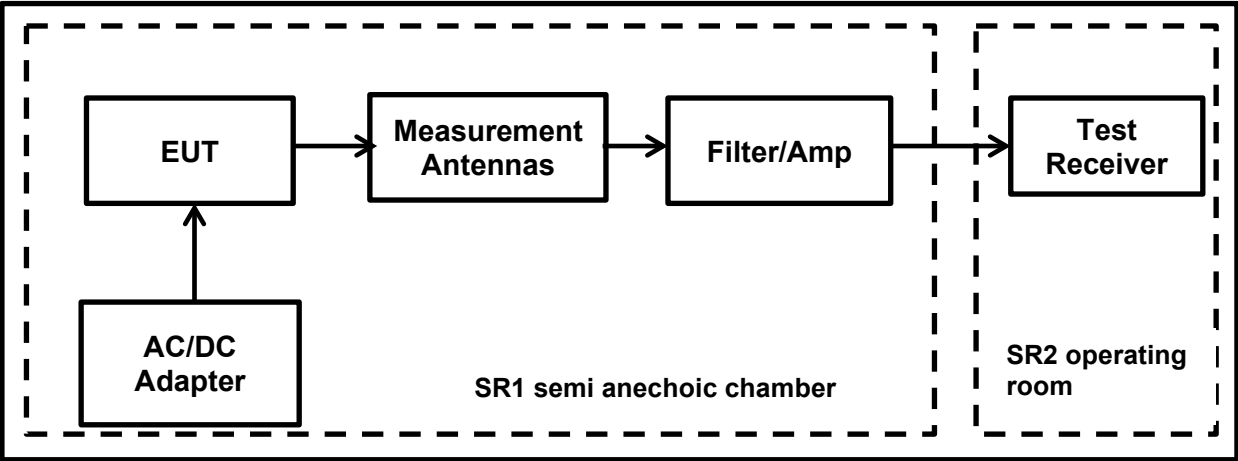 EUT
Measurement
Antennas
Filter/Amp
Test
Receiver
AC/DC
Adapter
SR1 semi anechoic chamber
SR2 operating
room